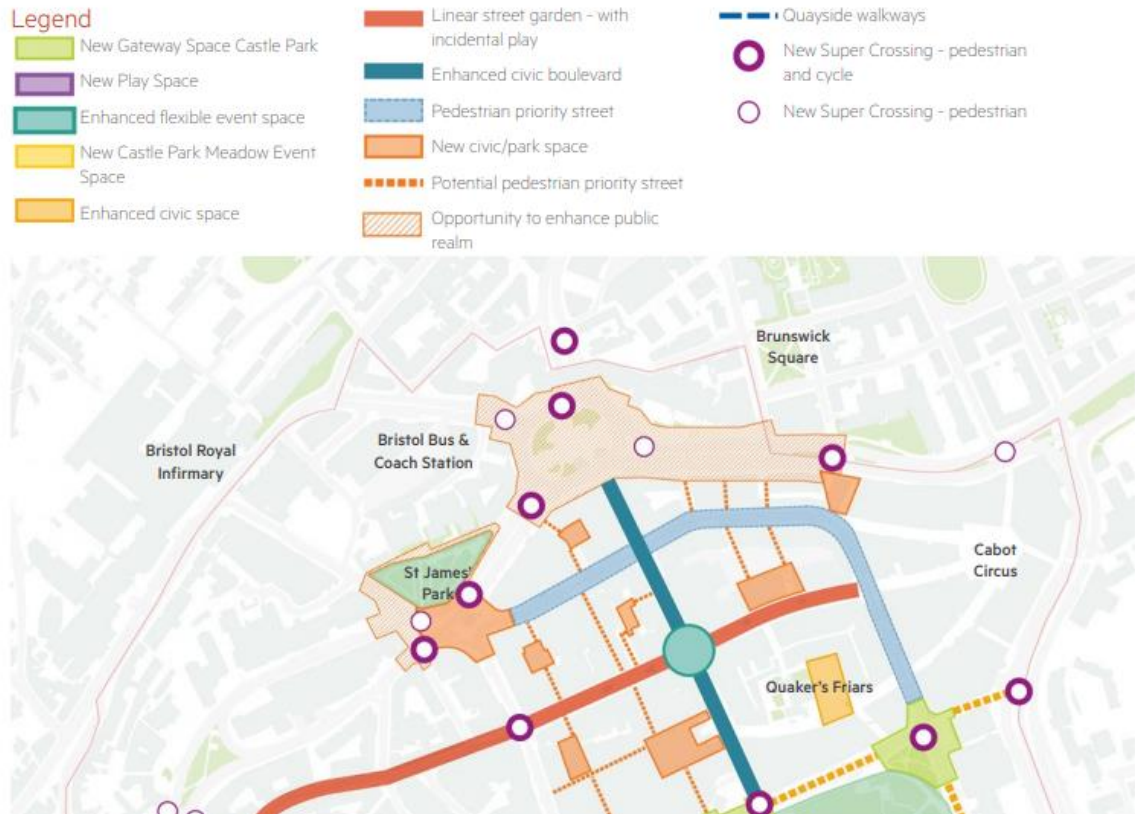 Legend
New Gateway Space Castle Park
New Play Space
Enhanced flexible event space
New Castle Park Meadow Event
Space
Enhanced civic space
Linear street garden - with
incidental play
Enhanced civic boulevard
Pedestrian priority street
New civic/park space
Potential pedestrian priority street
Opportunity to enhance public
realm
Quayside walkways
New Super Crossing - pedestrian
and cycle
New Super Crossing - pedestrian
Brunswick
Square
Bristol Royal
Infirmary
Bristol Bus &
Coach Station
Cabot
Circus
St James'
Park
Quaker's Friars